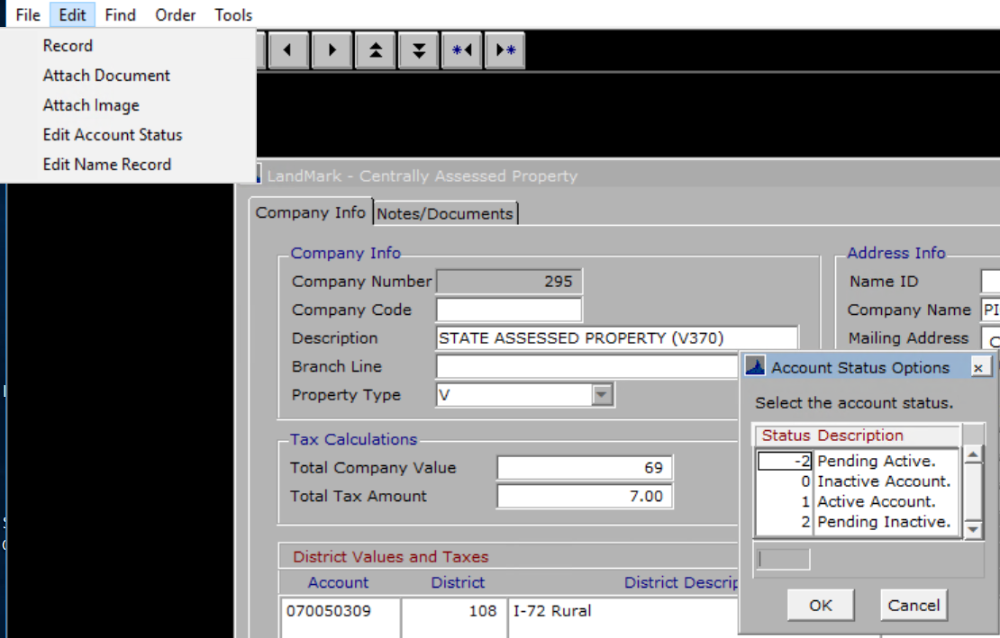 File Edit Find Order Tools
Record
Attach Document
Attach Image
Edit Account Status
Edit Name Record
LandMark - Centrally Assessed Property
Company Info Notes/Documents
Company Info
Company Number 295
Company Code
Description STATE ASSESSED PROPERTY (V370)
Branch Line
Property Type V
Address Info
Name ID
Company Name PI
Mailing Address
Tax Calculations
Total Company Value 69
Total Tax Amount 7.00
District Values and Taxes
Account District District Descrip
070050309 108 I-72 Rural
Account Status Options
Select the account status.
Status Description
-2 Pending Active.
0 Inactive Account.
1 Active Account.
2 Pending Inactive.
OK Cancel